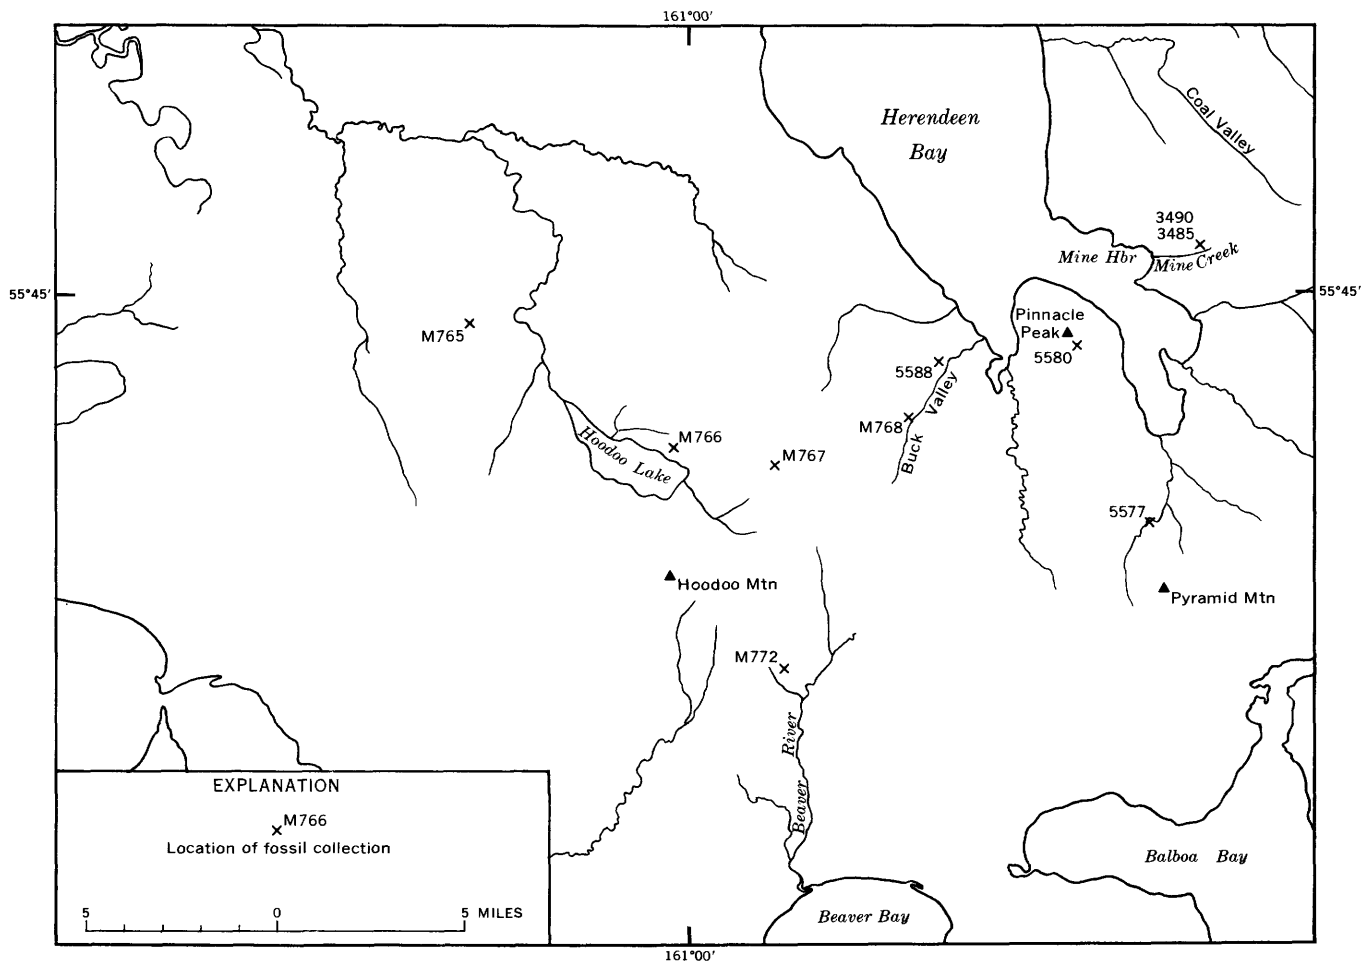 161°00′
Herendeen
Bay
Coal Valley
3490
3485
Mine Hbr
Mine Creek
55°45′
55°45′
Pinnacle
Peak
5580
M765
5588
Buck Valley
M768
M766
Hoodoo Lake
M767
5577
Hoodoo Mtn
Pyramid Mtn
M772
Beaver River
EXPLANATION
M766
Location of fossil collection
5 0 5 MILES
Balboa Bay
Beaver Bay
161°00′